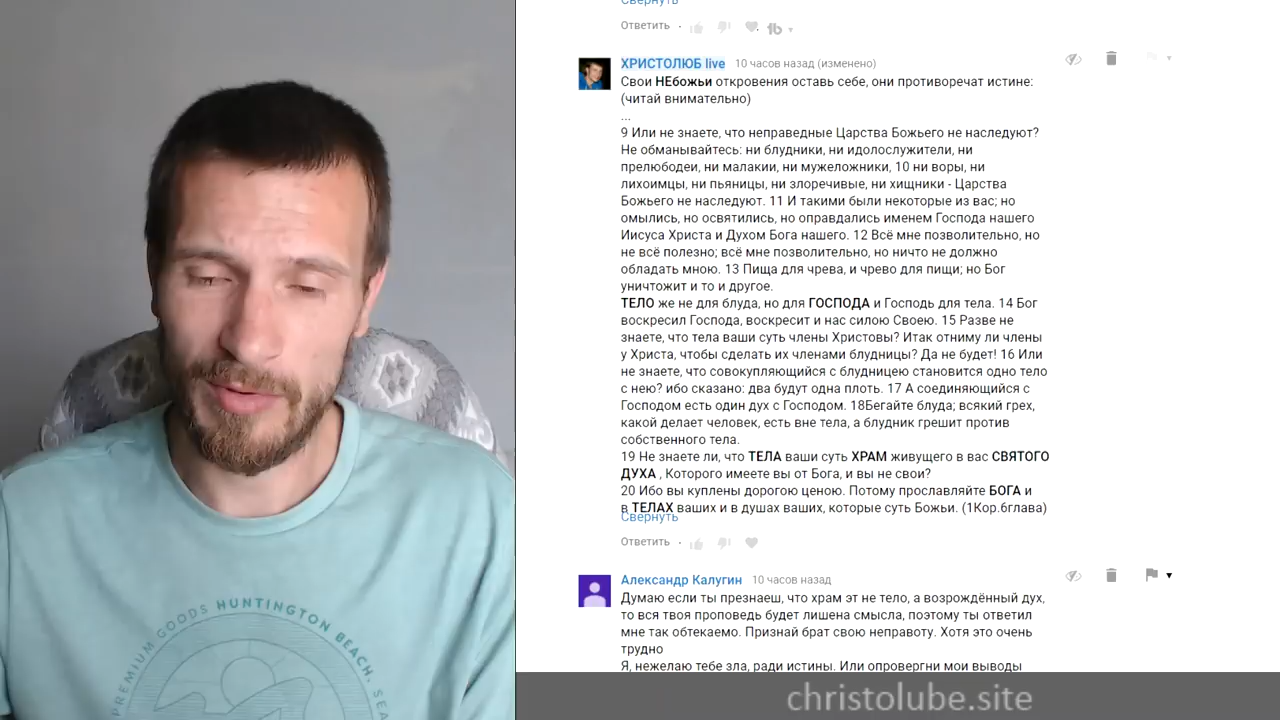 Свернуть
Ответить
ХРИСТОЛЮБ live 10 часов назад (изменено)
Свои НЕбожьи откровения оставь себе, они противоречат истине:
(читай внимательно)
...
9 Или не знаете, что неправедные Царства Божьего не наследуют?
Не обманывайтесь: ни блудники, ни идолослужители, ни
прелюбодеи, ни малакии, ни мужеложники, 10 ни воры, ни
лихоимцы, ни пьяницы, ни злоречивые, ни хищники - Царства
Божьего не наследуют. 11 И такими были некоторые из вас; но
омылись, но освятились, но оправдались именем Господа нашего
Иисуса Христа и Духом Бога нашего. 12 Всё мне позволительно, но
не всё полезно; всё мне позволительно, но ничто не должно
обладать мною. 13 Пища для чрева, и чрево для пищи; но Бог
уничтожит и то и другое.
ТЕЛО же не для блуда, но для ГОСПОДА и Господь для тела. 14 Бог
воскресил Господа, воскресит и нас силою Своею. 15 Разве не
знаете, что тела ваши суть члены Христовы? Итак отниму ли члены
у Христа, чтобы сделать их членами блудницы? Да не будет! 16 Или
не знаете, что совокупляющийся с блудницею становится одно тело
с нею? ибо сказано: два будут одна плоть. 17 А соединяющийся с
Господом есть один дух с Господом. 18Бегайте блуда; всякий грех,
какой делает человек, есть вне тела, а блудник грешит против
собственного тела.
19 Не знаете ли, что ТЕЛА ваши суть ХРАМ живущего в вас СВЯТОГО
ДУХА , Которого имеете вы от Бога, и вы не свои?
20 Ибо вы куплены дорогою ценою. Потому прославляйте БОГА и
в ТЕЛАХ ваших и в душах ваших, которые суть Божьи. (1Кор.6глава)
Свернуть
Ответить
Александр Калугин 10 часов назад
Думаю если ты признаешь, что храм эт не тело, а возрождённый дух,
то вся твоя проповедь будет лишена смысла, поэтому ты ответил
мне так обтекаемо. Признай брат свою неправоту. Хотя это очень
трудно
Я, нежелаю тебе зла, ради истины. Или опровергни мои выводы
christolube.site
PREMIUM GOODS HUNTINGTON BEACH,